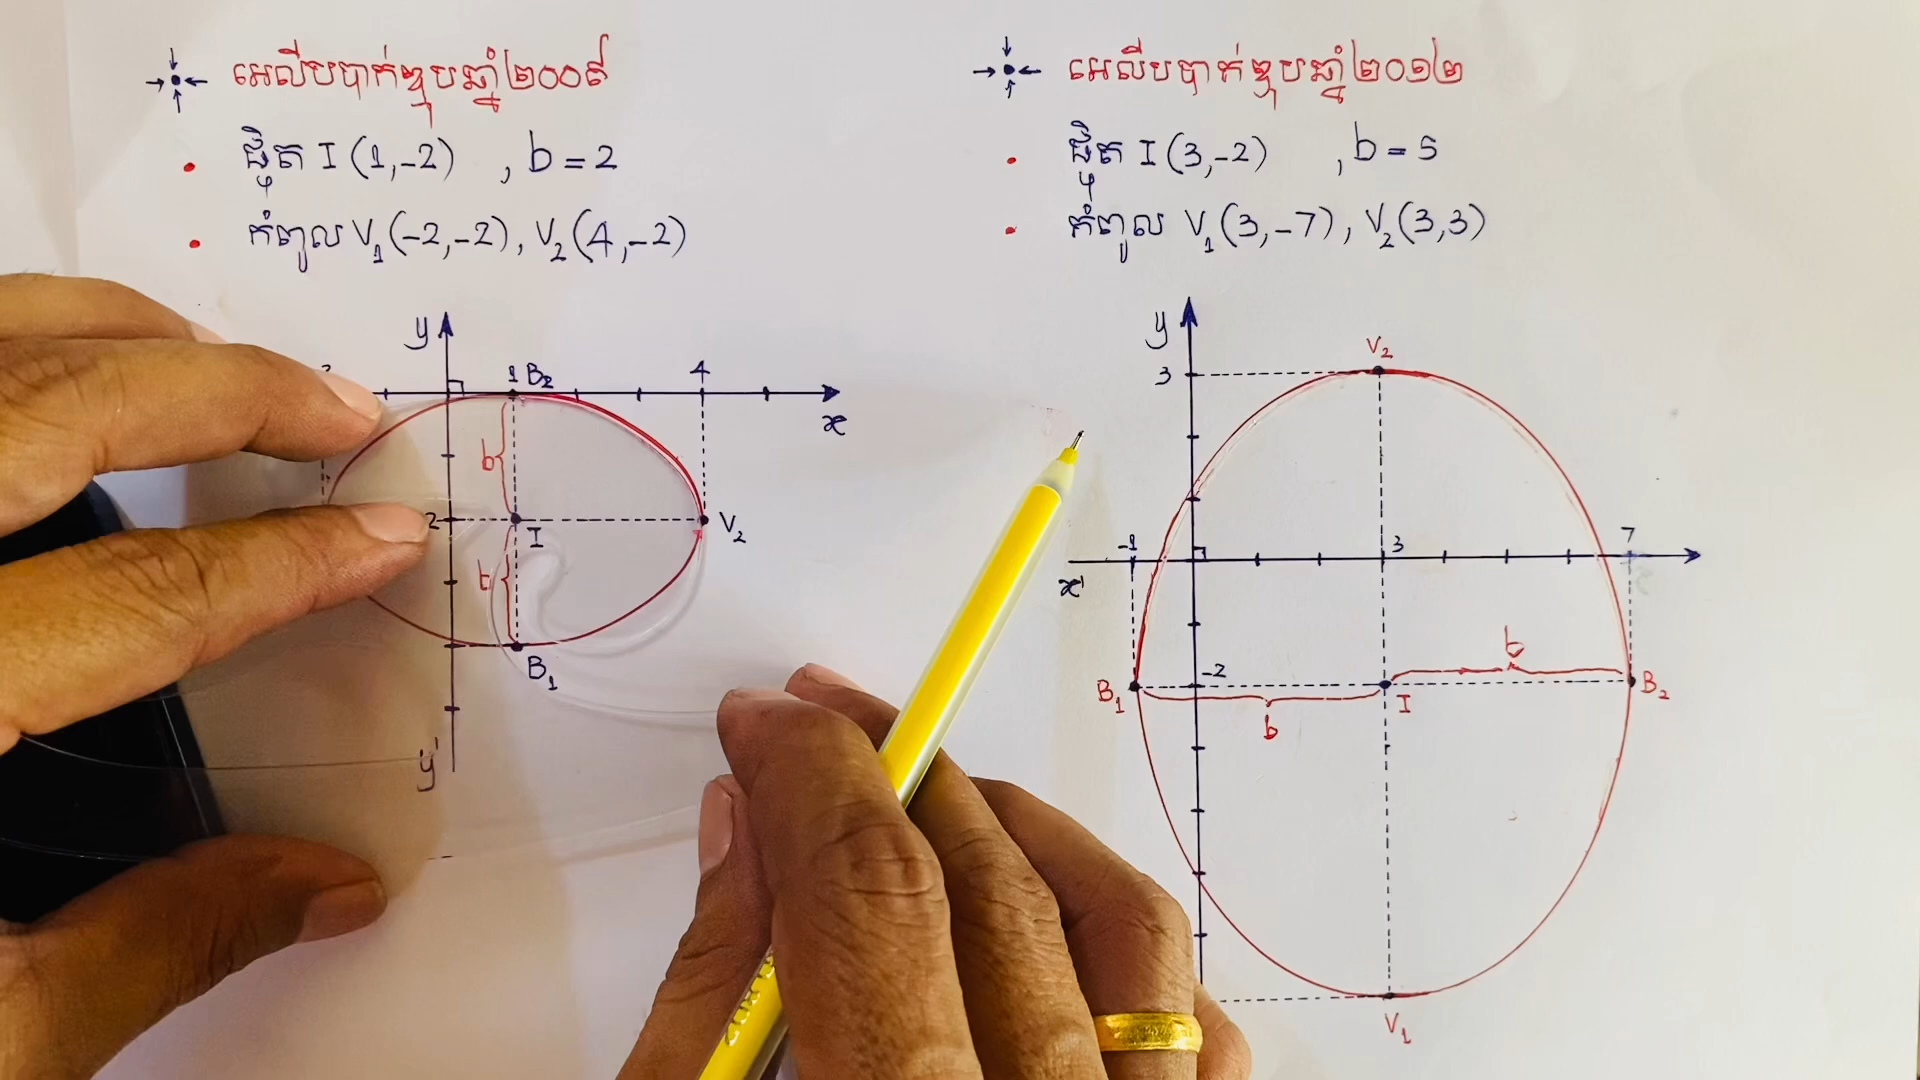 អេលីបបាក់ឌុបឆ្នាំ២០០៩
ផ្ចិត I (1,-2) , b = 2
កំពូល V₁(-2,-2), V₂(4,-2)
y
1 B₂
4
x
b
2
I
V₂
b
B₁
y'
អេលីបបាក់ឌុបឆ្នាំ២០១២
ផ្ចិត I (3,-2) , b = 5
កំពូល V₁(3,-7), V₂(3,3)
y
V₂
3
-1
3
7
x'
b
-2
B₁
I
B₂
b
V₁